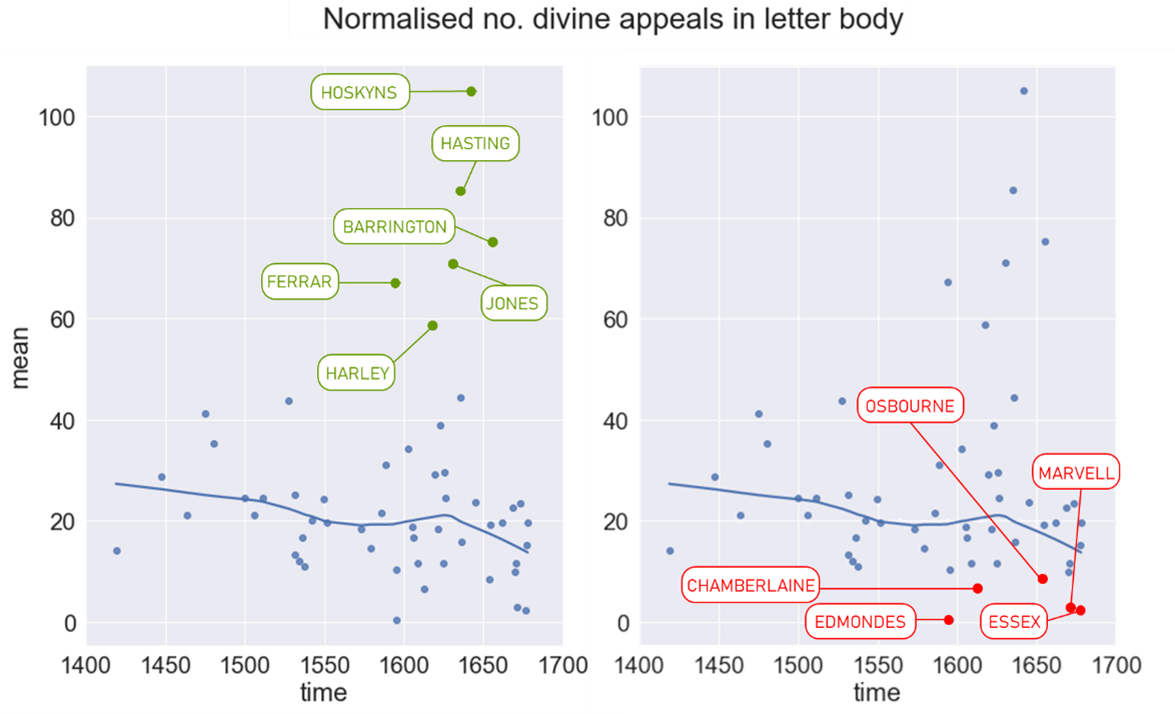 Normalised no. divine appeals in letter body
mean
100
80
60
40
20
0
HOSKYNS
HASTING
BARRINGTON
FERRAR
JONES
HARLEY
1400 1450 1500 1550 1600 1650 1700
time
100
80
60
40
20
0
OSBOURNE
MARVELL
CHAMBERLAINE
EDMONDES
ESSEX
1400 1450 1500 1550 1600 1650 1700
time